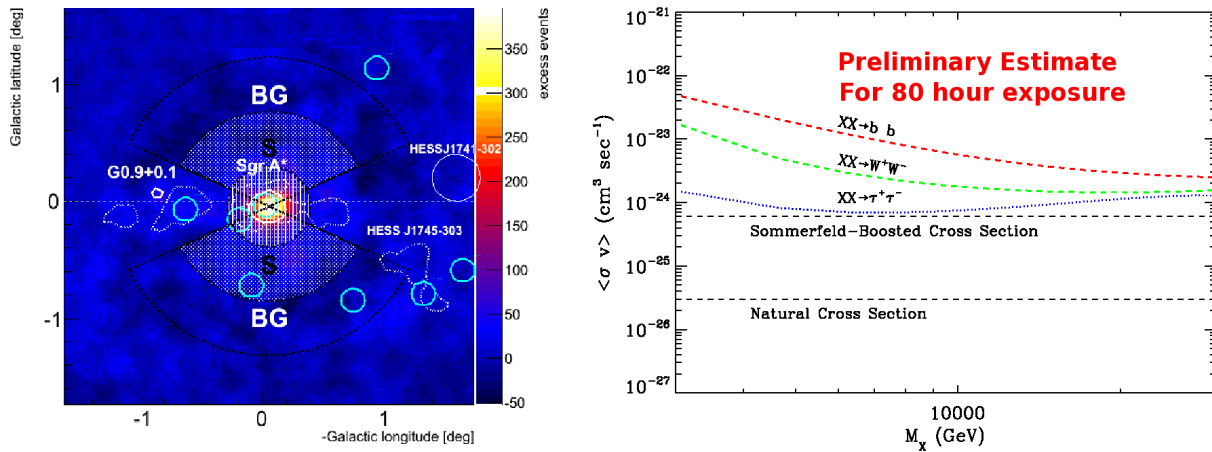 Galactic latitude [deg]
1
0
-1
-1
0
1
-Galactic longitude [deg]
BG
S
Sgr A*
HESSJ1741-302
G0.9+0.1
HESS J1745-303
S
BG
excess events
350
300
250
200
150
100
50
0
-50
Preliminary Estimate
For 80 hour exposure
XX→b b
XX→W⁺W⁻
XX→τ⁺τ⁻
Sommerfeld-Boosted Cross Section
Natural Cross Section
<σ v> (cm³ sec⁻¹)
10⁻²¹
10⁻²²
10⁻²³
10⁻²⁴
10⁻²⁵
10⁻²⁶
10⁻²⁷
10000
Mχ (GeV)